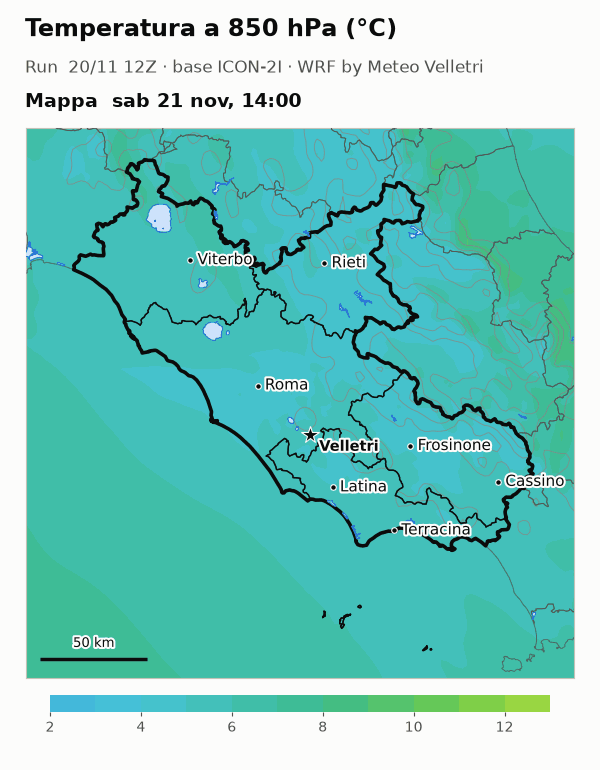 Temperatura a 850 hPa (°C)
Run  20/11 12Z · base ICON-2I · WRF by Meteo Velletri
Mappa  sab 21 nov, 14:00
Viterbo
Rieti
Roma
Velletri
Frosinone
Latina
Cassino
Terracina
50 km
2 4 6 8 10 12